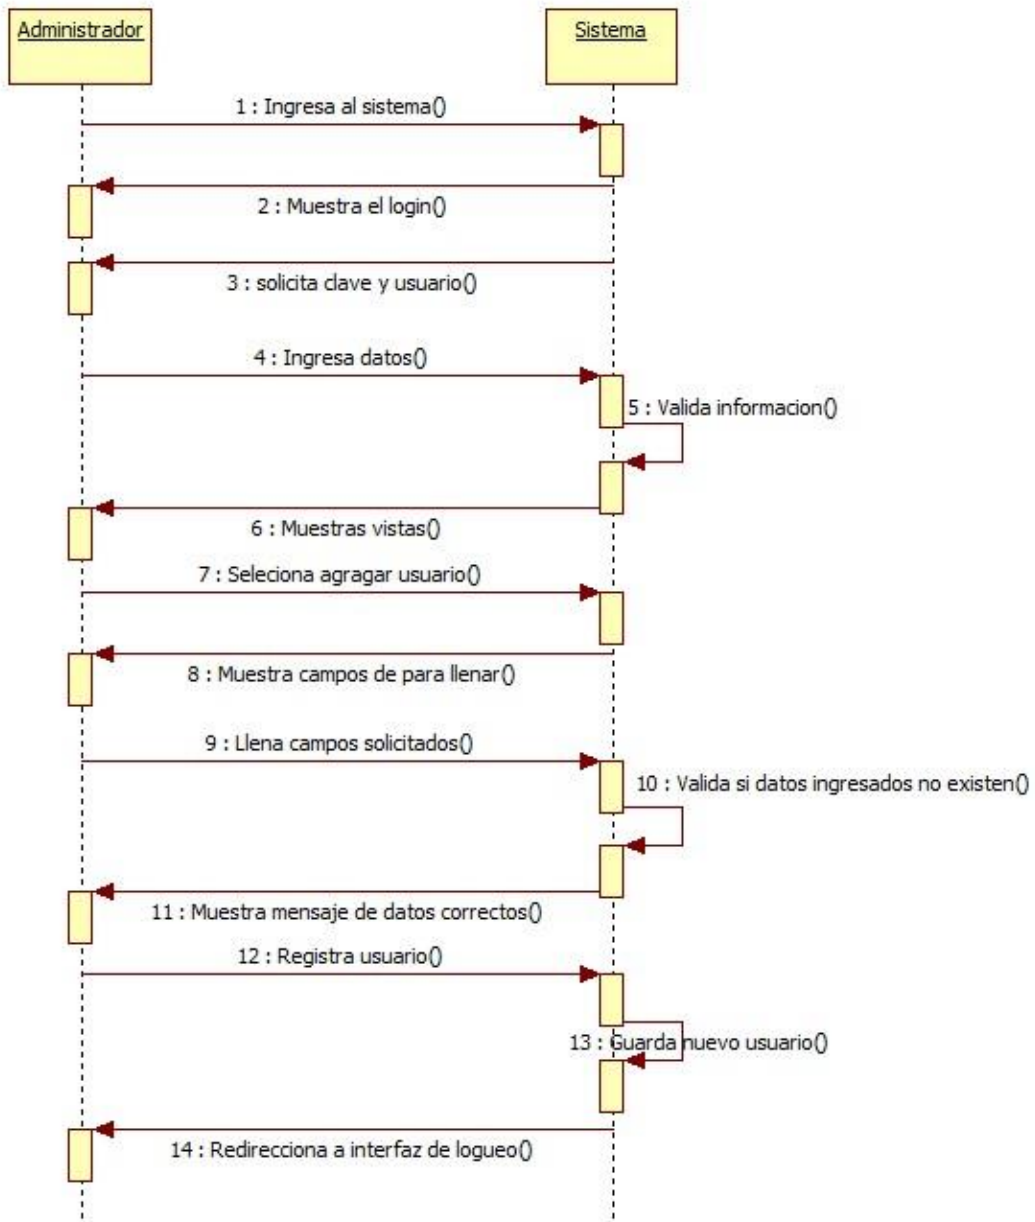 Administrador
Sistema
1 : Ingresa al sistema()
2 : Muestra el login()
3 : solicita clave y usuario()
4 : Ingresa datos()
5 : Valida informacion()
6 : Muestras vistas()
7 : Seleciona agragar usuario()
8 : Muestra campos de para llenar()
9 : Llena campos solicitados()
10 : Valida si datos ingresados no existen()
11 : Muestra mensaje de datos correctos()
12 : Registra usuario()
13 : Guarda nuevo usuario()
14 : Redirecciona a interfaz de logueo()